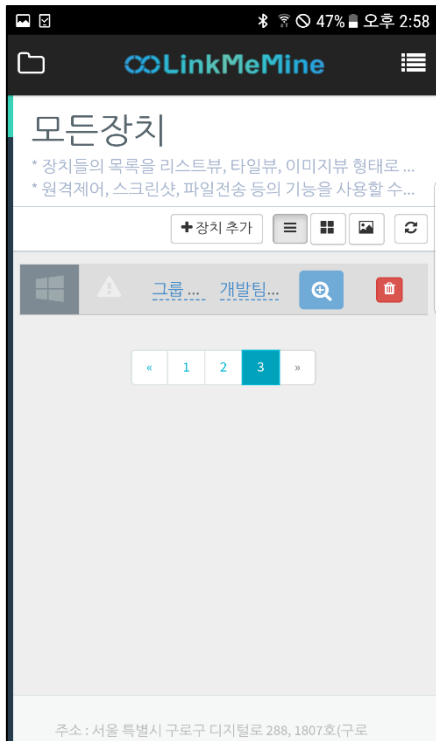 47% 오후 2:58
LinkMeMine
모든장치
* 장치들의 목록을 리스트뷰, 타일뷰, 이미지뷰 형태로 ...
* 원격제어, 스크린샷, 파일전송 등의 기능을 사용할 수...
+장치 추가
그룹 ... 개발팀...
« 1 2 3 »
주소 : 서울 특별시 구로구 디지털로 288, 1807호(구로